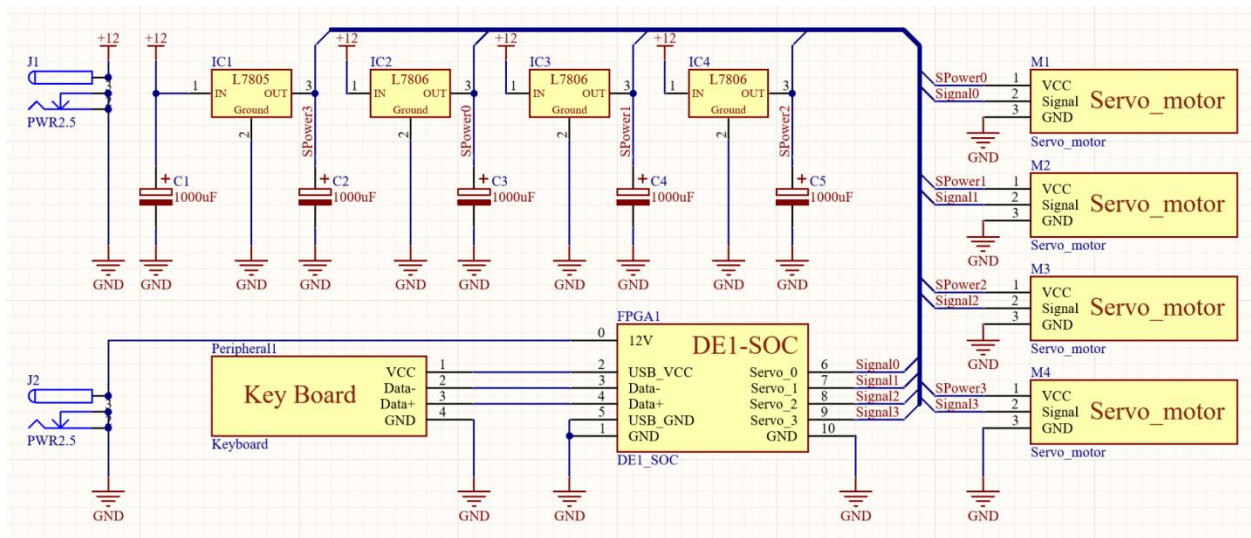 +12
+12
+12
+12
+12
J1
PWR2.5
IC1
L7805
1
IN
OUT
3
Ground
2
SPower3
IC2
L7806
1
IN
OUT
3
Ground
2
SPower0
IC3
L7806
1
IN
OUT
3
Ground
2
SPower1
IC4
L7806
1
IN
OUT
3
Ground
2
SPower2
+
C1
1000uF
+
C2
1000uF
+
C3
1000uF
+
C4
1000uF
+
C5
1000uF
GND
GND
GND
GND
GND
GND
GND
GND
GND
GND
M1
SPower0
1
VCC
Signal0
2
Signal
3
GND
Servo_motor
Servo_motor
GND
M2
SPower1
1
VCC
Signal1
2
Signal
3
GND
Servo_motor
Servo_motor
GND
M3
SPower2
1
VCC
Signal2
2
Signal
3
GND
Servo_motor
Servo_motor
GND
M4
SPower3
1
VCC
Signal3
2
Signal
3
GND
Servo_motor
Servo_motor
GND
J2
PWR2.5
GND
Peripheral1
Key Board
VCC
1
Data-
2
Data+
3
GND
4
Keyboard
GND
FPGA1
DE1-SOC
0
12V
2
USB_VCC
3
Data-
4
Data+
5
USB_GND
1
GND
Servo_0
6
Signal0
Servo_1
7
Signal1
Servo_2
8
Signal2
Servo_3
9
Signal3
GND
10
DE1_SOC
GND
GND